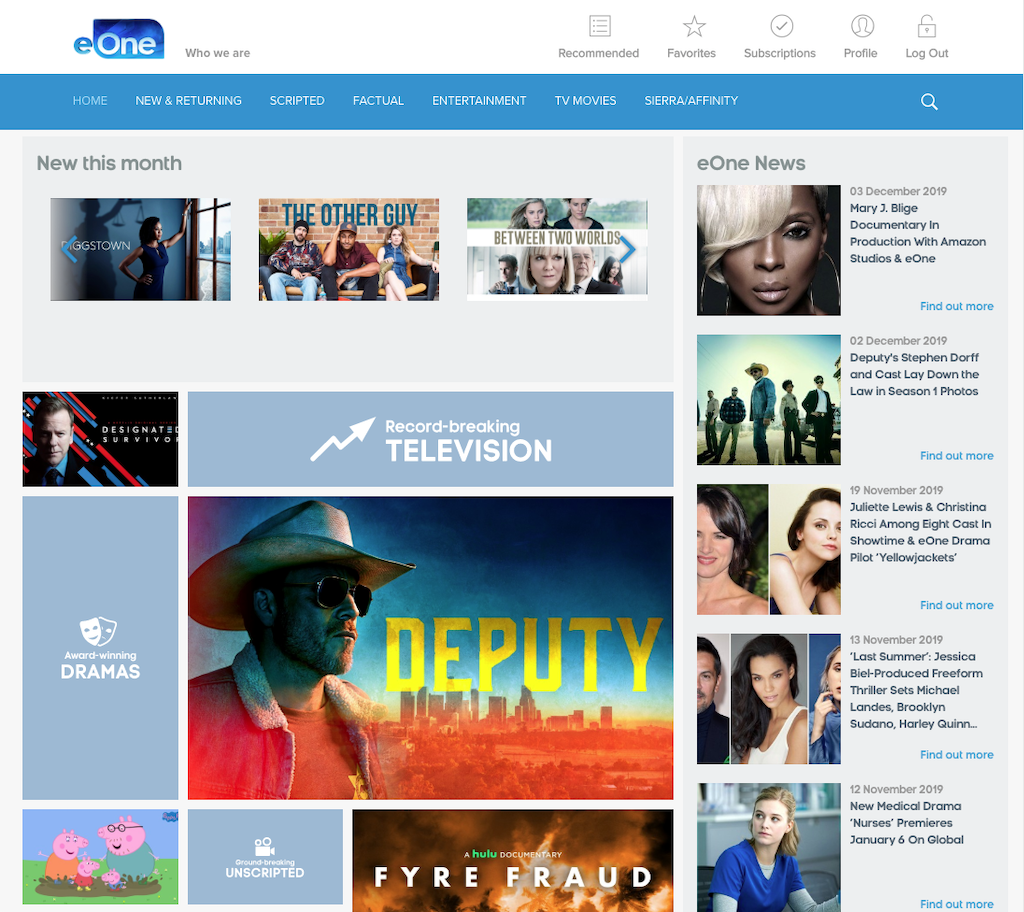 eOne
Who we are
Recommended
Favorites
Subscriptions
Profile
Log Out
HOME
NEW & RETURNING
SCRIPTED
FACTUAL
ENTERTAINMENT
TV MOVIES
SIERRA/AFFINITY
New this month
DIGGSTOWN
THE OTHER GUY
BETWEEN TWO WORLDS
KIEFER SUTHERLAND
DESIGNATED
SURVIVOR
Record-breaking
TELEVISION
Award-winning
DRAMAS
DEPUTY
Ground-breaking
UNSCRIPTED
A hulu DOCUMENTARY
FYRE FRAUD
eOne News
03 December 2019
Mary J. Blige
Documentary In
Production With Amazon
Studios & eOne
Find out more
02 December 2019
Deputy's Stephen Dorff
and Cast Lay Down the
Law in Season 1 Photos
Find out more
19 November 2019
Juliette Lewis & Christina
Ricci Among Eight Cast In
Showtime & eOne Drama
Pilot ‘Yellowjackets’
Find out more
13 November 2019
‘Last Summer’: Jessica
Biel-Produced Freeform
Thriller Sets Michael
Landes, Brooklyn
Sudano, Harley Quinn...
Find out more
12 November 2019
New Medical Drama
‘Nurses’ Premieres
January 6 On Global
Find out more